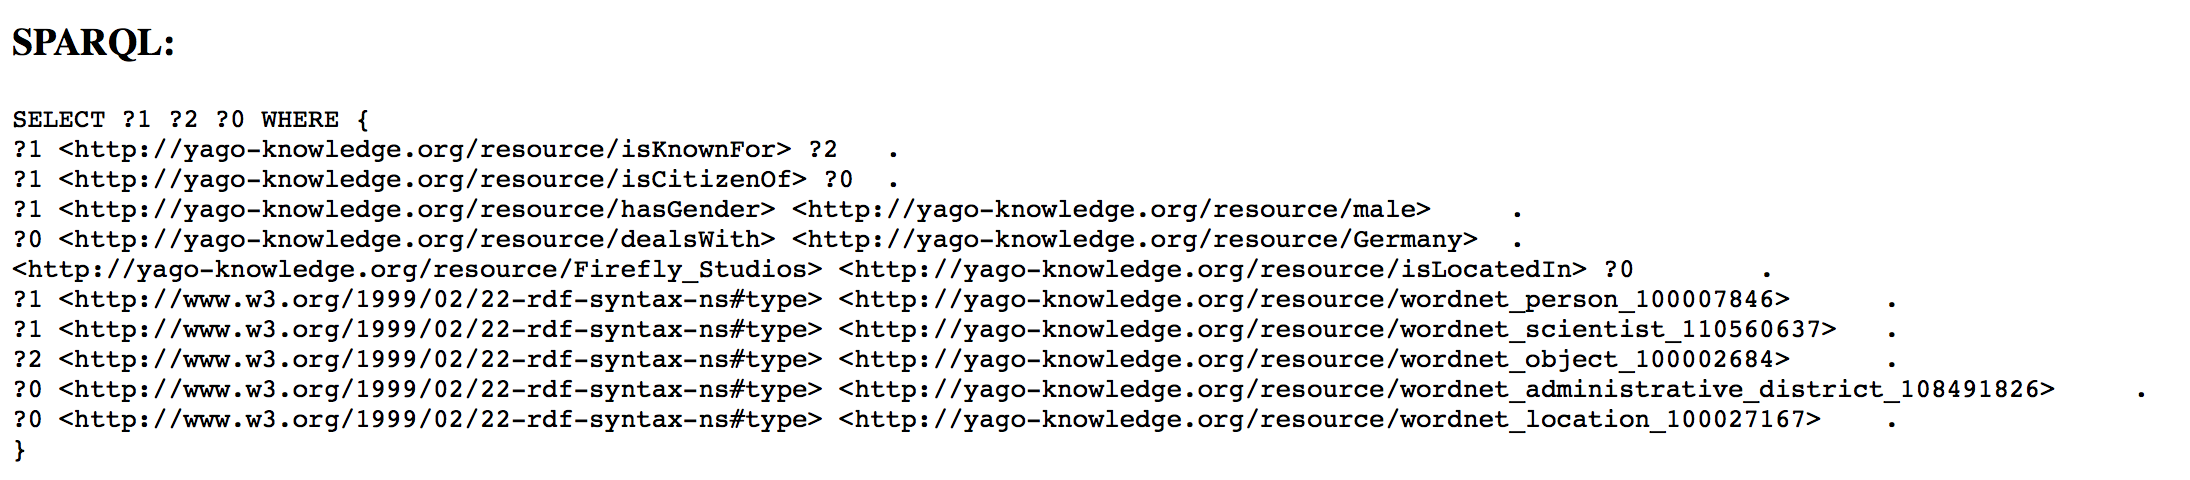 SPARQL:
SELECT ?1 ?2 ?0 WHERE {
?1 <http://yago-knowledge.org/resource/isKnownFor> ?2 .
?1 <http://yago-knowledge.org/resource/isCitizenOf> ?0 .
?1 <http://yago-knowledge.org/resource/hasGender> <http://yago-knowledge.org/resource/male> .
?0 <http://yago-knowledge.org/resource/dealsWith> <http://yago-knowledge.org/resource/Germany> .
<http://yago-knowledge.org/resource/Firefly_Studios> <http://yago-knowledge.org/resource/isLocatedIn> ?0 .
?1 <http://www.w3.org/1999/02/22-rdf-syntax-ns#type> <http://yago-knowledge.org/resource/wordnet_person_100007846> .
?1 <http://www.w3.org/1999/02/22-rdf-syntax-ns#type> <http://yago-knowledge.org/resource/wordnet_scientist_110560637> .
?2 <http://www.w3.org/1999/02/22-rdf-syntax-ns#type> <http://yago-knowledge.org/resource/wordnet_object_100002684> .
?0 <http://www.w3.org/1999/02/22-rdf-syntax-ns#type> <http://yago-knowledge.org/resource/wordnet_administrative_district_108491826> .
?0 <http://www.w3.org/1999/02/22-rdf-syntax-ns#type> <http://yago-knowledge.org/resource/wordnet_location_100027167> .
}